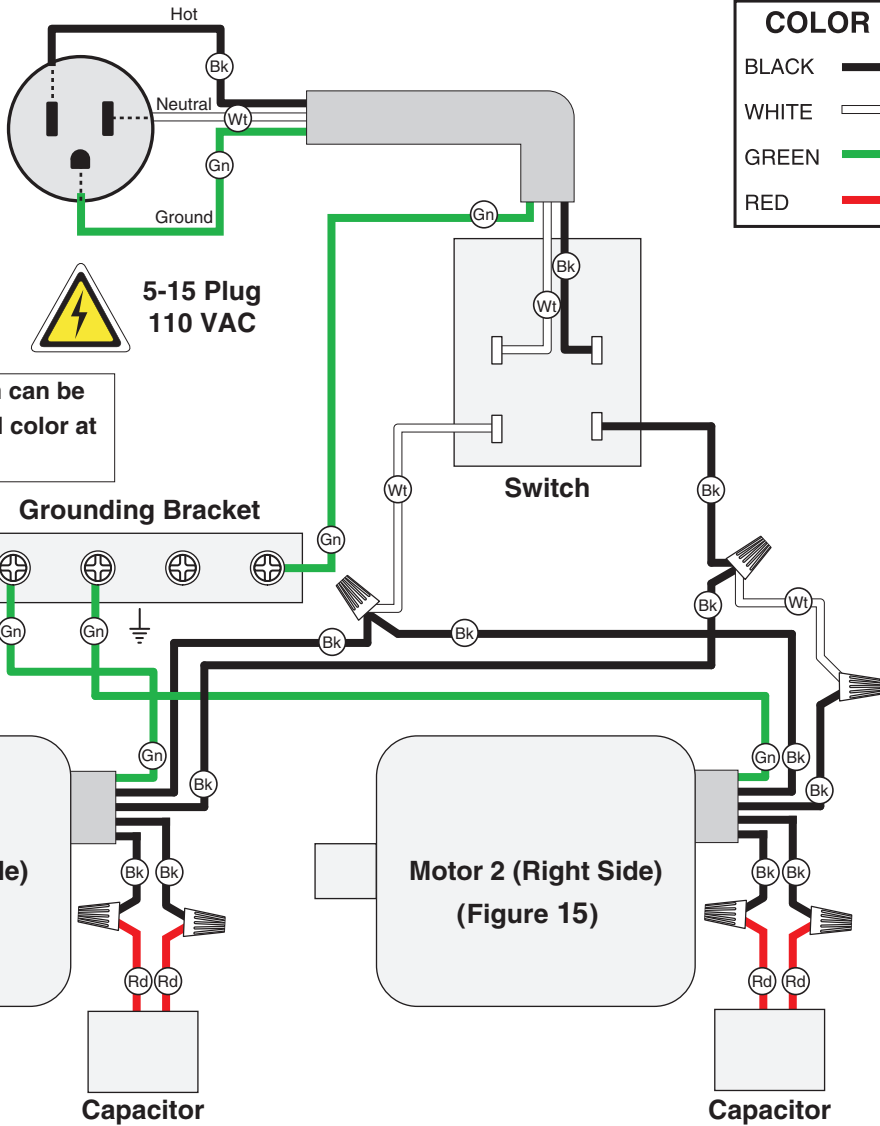 Hot
COLOR
Bk
BLACK
Neutral
Wt
WHITE
Gn
GREEN
RED
Ground
Gn
Bk
5-15 Plug
110 VAC
Wt
n can be
color at
Switch
Wt
Bk
Grounding Bracket
Gn
Gn
Gn
Bk
Bk
Bk
Wt
Gn
Bk
Gn
Bk
Bk
le)
Motor 2 (Right Side)
(Figure 15)
Bk
Bk
Bk
Bk
Rd
Rd
Rd
Rd
Capacitor
Capacitor